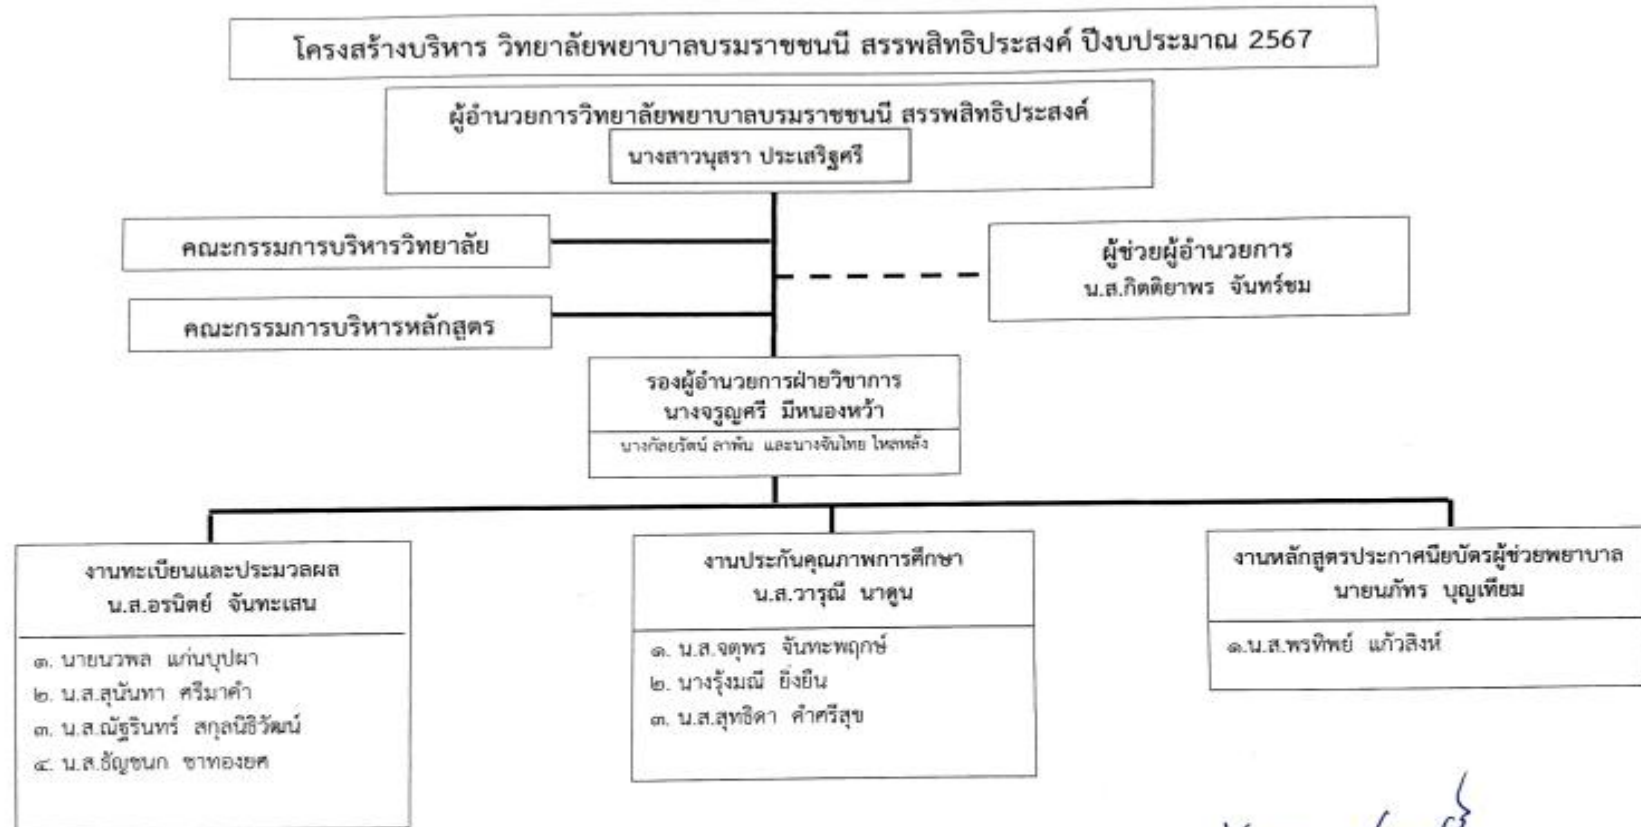 โครงสร้างบริหาร วิทยาลัยพยาบาลบรมราชชนนี สรรพสิทธิประสงค์ ปีงบประมาณ 2567
ผู้อำนวยการวิทยาลัยพยาบาลบรมราชชนนี สรรพสิทธิประสงค์
นางสาวนุสรา ประเสริฐศรี
คณะกรรมการบริหารวิทยาลัย
ผู้ช่วยผู้อำนวยการ
น.ส.กิตติยาพร จันทร์ชม
คณะกรรมการบริหารหลักสูตร
รองผู้อำนวยการฝ่ายวิชาการ
นางจรูญศรี มีหนองหว้า
นางกัลยรัตน์ ลาพัน และนางจันไทย ไหลหลั่ง
งานทะเบียนและประมวลผล
น.ส.อรนิตย์ จันทะเสน
๑. นายนวพล แก่นบุปผา
๒. น.ส.สุนันทา ศรีมาคำ
๓. น.ส.ณัฐรินทร์ สกุลนิธิวัฒน์
๔. น.ส.ธัญชนก ชาทองยศ
งานประกันคุณภาพการศึกษา
น.ส.วารุณี นาดูน
๑. น.ส.จตุพร จันทะพฤกษ์
๒. นางรุ้งมณี ยิ่งยืน
๓. น.ส.สุทธิดา คำศรีสุข
งานหลักสูตรประกาศนียบัตรผู้ช่วยพยาบาล
นายนภัทร บุญเทียม
๑.น.ส.พรทิพย์ แก้วสิงห์